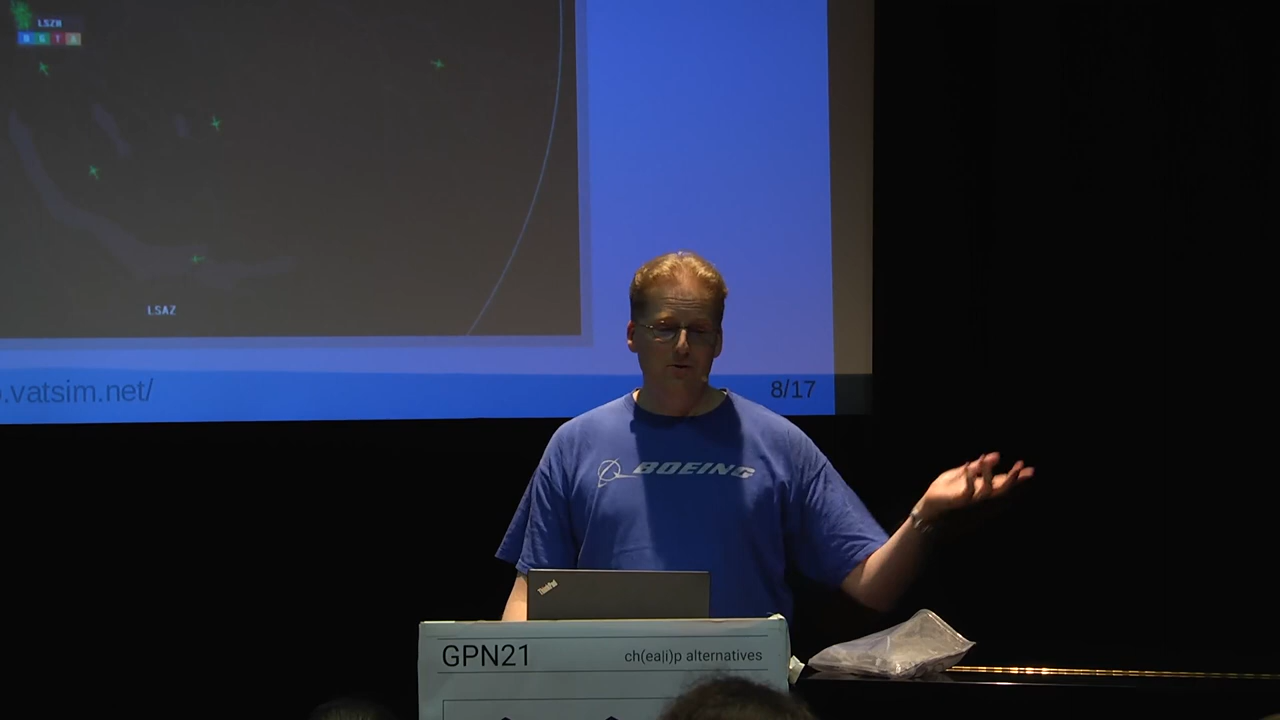 LSZH
D G T A
LSAZ
.vatsim.net/
8/17
BOEING
ThinkPad
GPN21
ch(ea|i)p alternatives